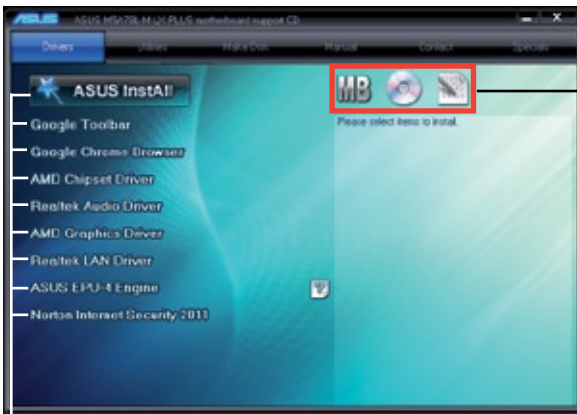 ASUS ASUS M5A78L-M LX PLUS motherboard support CD
Drivers Utilities Make Disk Manual Contact Specials
ASUS InstAll
MB
Please select items to install.
Google Toolbar
Google Chrome Browser
AMD Chipset Driver
Realtek Audio Driver
AMD Graphics Driver
Realtek LAN Driver
ASUS EPU-4 Engine
?
Norton Internet Security 2011